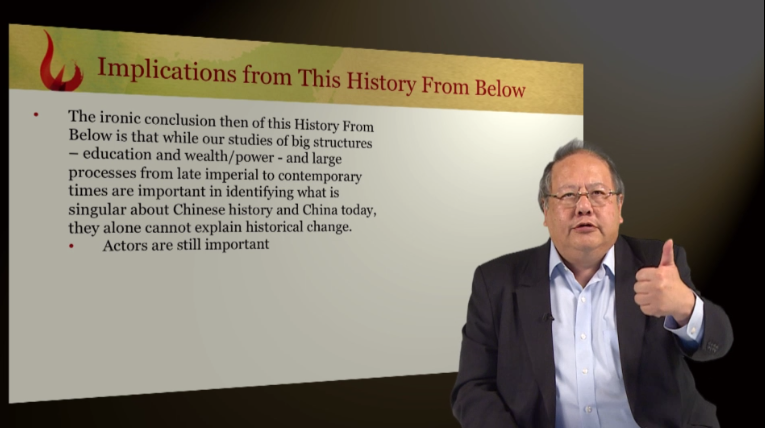 Implications from This History From Below
• The ironic conclusion then of this History From
Below is that while our studies of big structures
– education and wealth/power - and large
processes from late imperial to contemporary
times are important in identifying what is
singular about Chinese history and China today,
they alone cannot explain historical change.
• Actors are still important